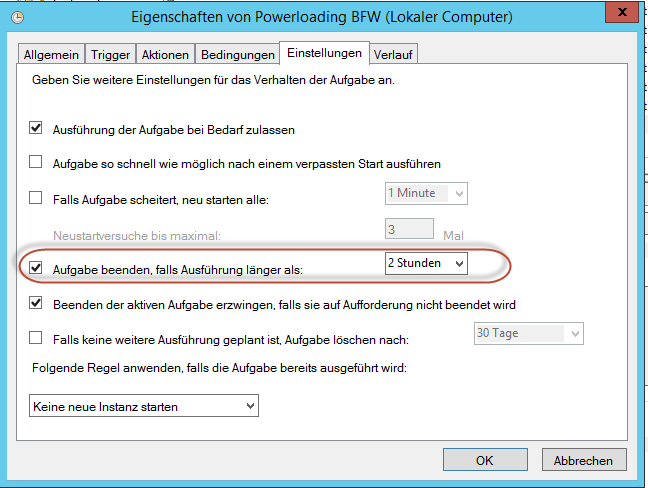 Eigenschaften von Powerloading BFW (Lokaler Computer)
x
Allgemein Trigger Aktionen Bedingungen Einstellungen Verlauf
Geben Sie weitere Einstellungen für das Verhalten der Aufgabe an.
Ausführung der Aufgabe bei Bedarf zulassen
Aufgabe so schnell wie möglich nach einem verpassten Start ausführen
Falls Aufgabe scheitert, neu starten alle: 1 Minute
Neustartversuche bis maximal: 3 Mal
Aufgabe beenden, falls Ausführung länger als: 2 Stunden
Beenden der aktiven Aufgabe erzwingen, falls sie auf Aufforderung nicht beendet wird
Falls keine weitere Ausführung geplant ist, Aufgabe löschen nach: 30 Tage
Folgende Regel anwenden, falls die Aufgabe bereits ausgeführt wird:
Keine neue Instanz starten
OK Abbrechen